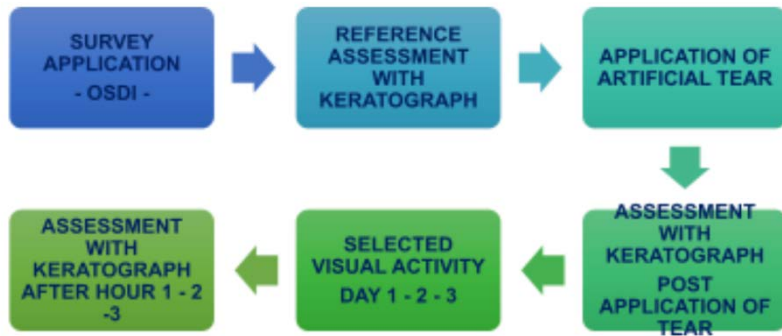 SURVEY
APPLICATION
- OSDI -
REFERENCE
ASSESSMENT
WITH
KERATOGRAPH
APPLICATION OF
ARTIFICIAL TEAR
ASSESSMENT
WITH
KERATOGRAPH
POST
APPLICATION OF
TEAR
SELECTED
VISUAL ACTIVITY
DAY 1 - 2 - 3
ASSESSMENT
WITH
KERATOGRAPH
AFTER HOUR 1 - 2
-3